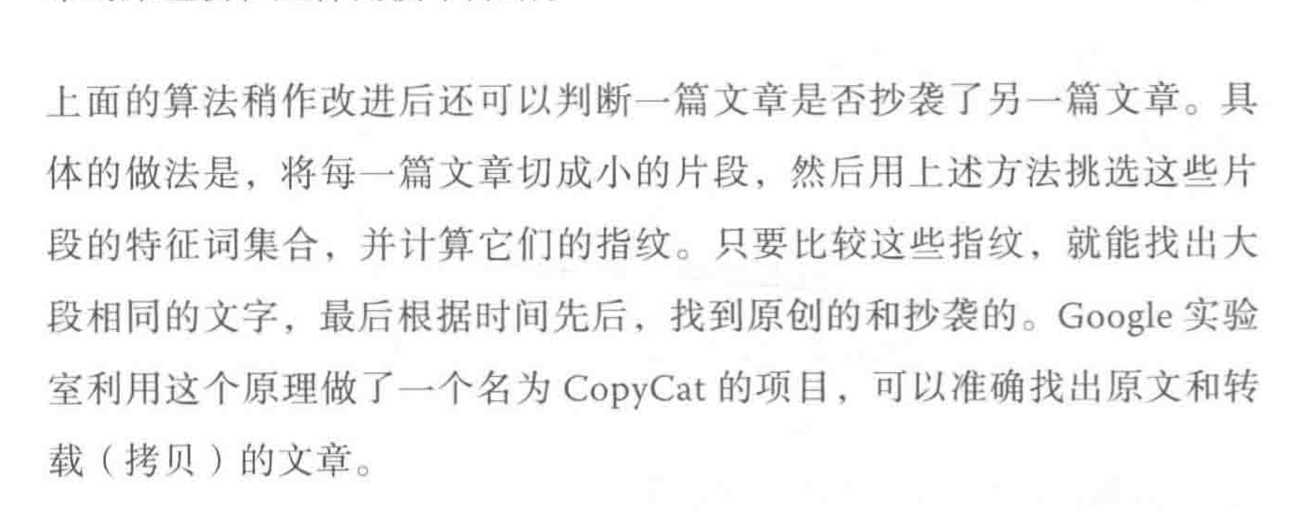 上面的算法稍作改进后还可以判断一篇文章是否抄袭了另一篇文章。具
体的做法是，将每一篇文章切成小的片段，然后用上述方法挑选这些片
段的特征词集合，并计算它们的指纹。只要比较这些指纹，就能找出大
段相同的文字，最后根据时间先后，找到原创的和抄袭的。Google 实验
室利用这个原理做了一个名为 CopyCat 的项目，可以准确找出原文和转
载（拷贝）的文章。